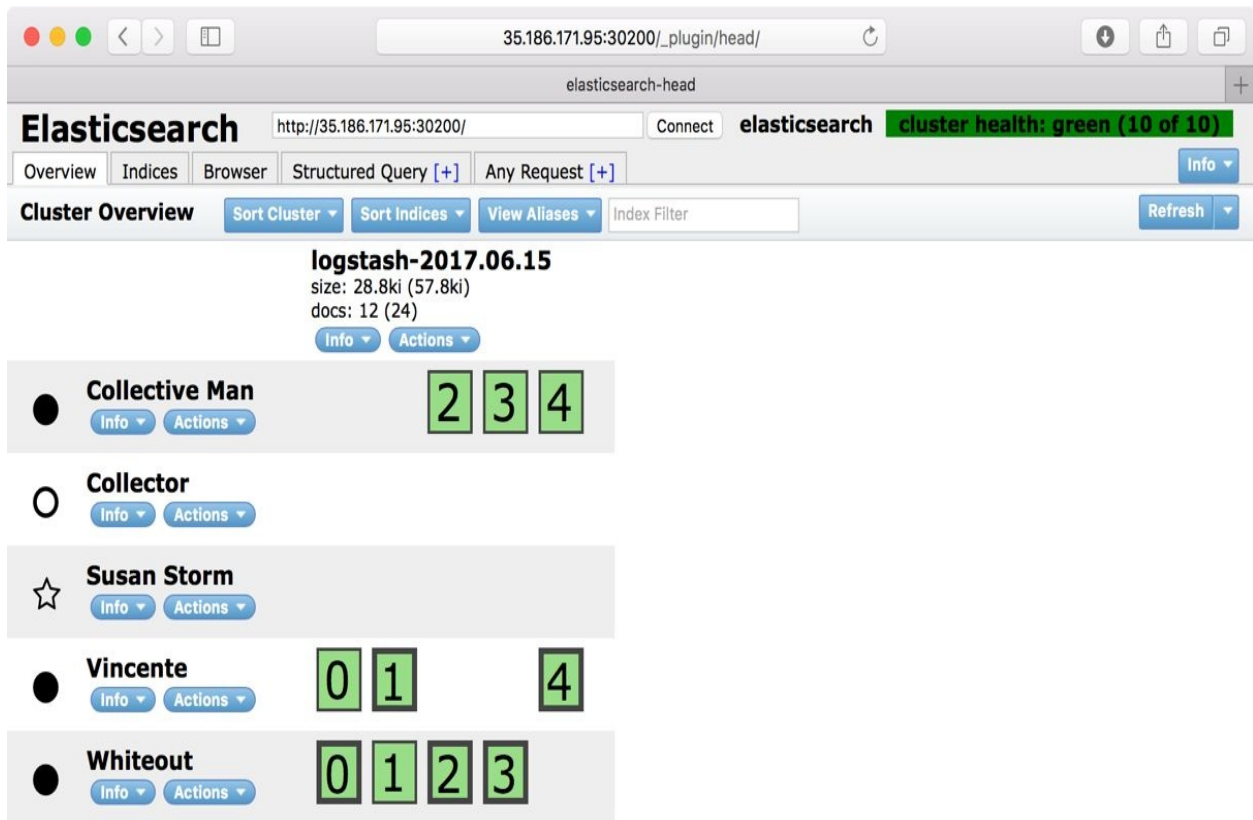 35.186.171.95:30200/_plugin/head/
elasticsearch-head
Elasticsearch http://35.186.171.95:30200/ Connect elasticsearch cluster health: green (10 of 10)
Overview Indices Browser Structured Query [+] Any Request [+] Info
Cluster Overview Sort Cluster Sort Indices View Aliases Index Filter Refresh
logstash-2017.06.15
size: 28.8ki (57.8ki)
docs: 12 (24)
Info Actions
Collective Man
Info Actions
2 3 4
Collector
Info Actions
Susan Storm
Info Actions
Vincente
Info Actions
0 1 4
Whiteout
Info Actions
0 1 2 3